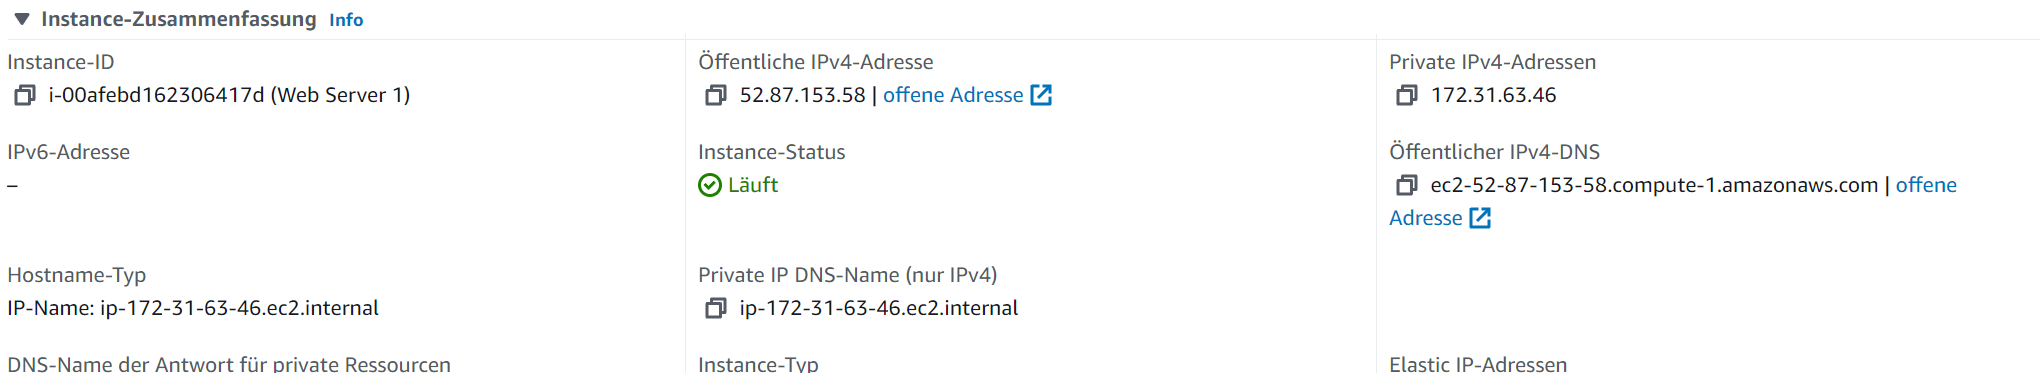 Instance-Zusammenfassung Info
Instance-ID
i-00afebd162306417d (Web Server 1)
Öffentliche IPv4-Adresse
52.87.153.58 | offene Adresse
Private IPv4-Adressen
172.31.63.46
IPv6-Adresse
–
Instance-Status
Läuft
Öffentlicher IPv4-DNS
ec2-52-87-153-58.compute-1.amazonaws.com | offene
Adresse
Hostname-Typ
IP-Name: ip-172-31-63-46.ec2.internal
Private IP DNS-Name (nur IPv4)
ip-172-31-63-46.ec2.internal
DNS-Name der Antwort für private Ressourcen
Instance-Typ
Elastic IP-Adressen